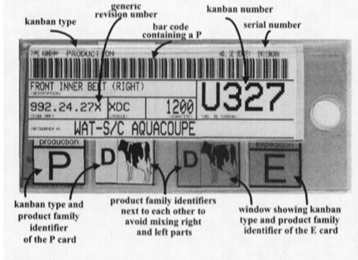 generic
kanban type
revision umber
bar code
containing a P
kanban number
serial number
PRODUCTION
FRONT INNER BELT (RIGHT)
992.24.27X XDC 1200 U327
WAT-S/C AQUACOUPE
production
P D D E
kanban type and
product family
identifier
of the P card
product family identifiers
next to each other to
avoid mixing right
and left parts
window showing kanban
type and product family
identifier of the E card